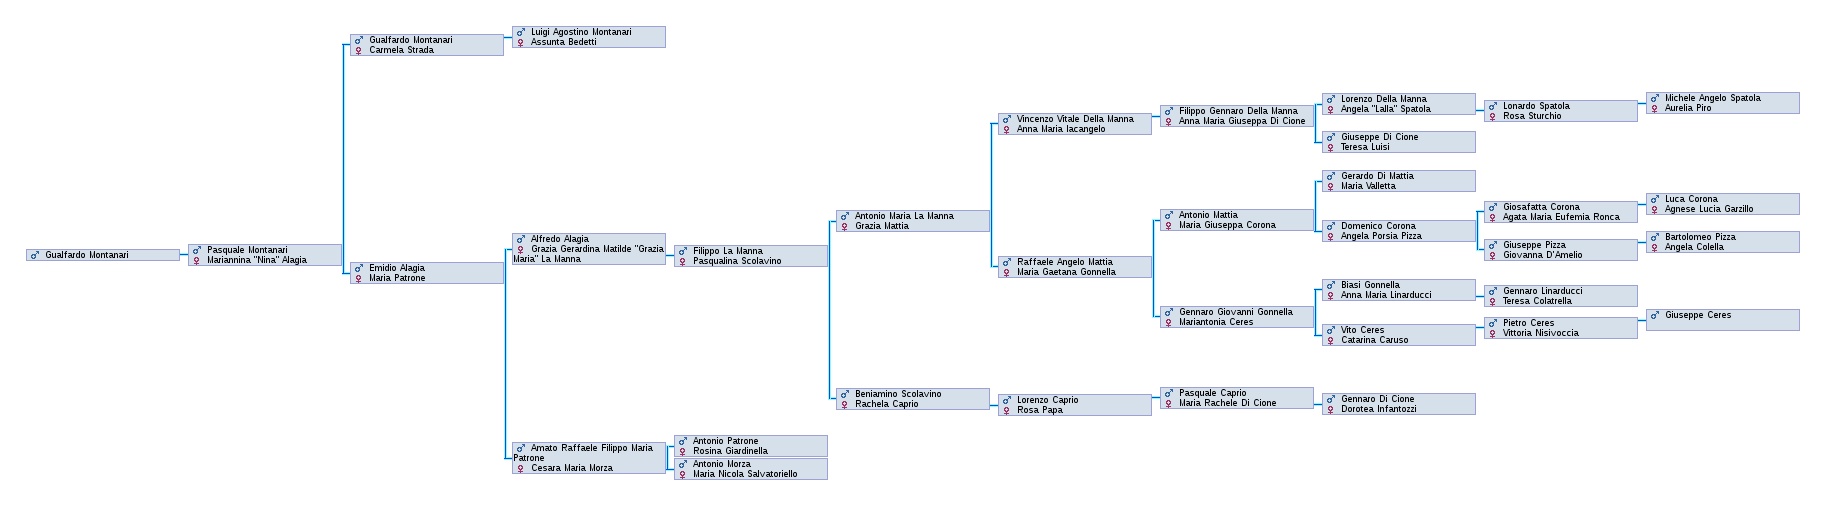 Gualfardo Montanari
Pasquale Montanari
Mariannina "Nina" Alagia
Gualfardo Montanari
Carmela Strada
Emidio Alagia
Maria Patrone
Luigi Agostino Montanari
Assunta Bedetti
Alfredo Alagia
Grazia Gerardina Matilde "Grazia
Maria" La Manna
Amato Raffaele Filippo Maria
Patrone
Cesara Maria Morza
Filippo La Manna
Pasqualina Scolavino
Antonio Patrone
Rosina Giardinella
Antonio Morza
Maria Nicola Salvatoriello
Antonio Maria La Manna
Grazia Mattia
Beniamino Scolavino
Rachela Caprio
Vincenzo Vitale Della Manna
Anna Maria Iacangelo
Raffaele Angelo Mattia
Maria Gaetana Gonnella
Lorenzo Caprio
Rosa Papa
Filippo Gennaro Della Manna
Anna Maria Giuseppa Di Cione
Antonio Mattia
Maria Giuseppa Corona
Gennaro Giovanni Gonnella
Mariantonia Ceres
Pasquale Caprio
Maria Rachele Di Cione
Lorenzo Della Manna
Angela "Lalla" Spatola
Giuseppe Di Cione
Teresa Luisi
Gerardo Di Mattia
Maria Valletta
Domenico Corona
Angela Porsia Pizza
Biasi Gonnella
Anna Maria Linarducci
Vito Ceres
Catarina Caruso
Gennaro Di Cione
Dorotea Infantozzi
Lonardo Spatola
Rosa Sturchio
Giosafatta Corona
Agata Maria Eufemia Ronca
Giuseppe Pizza
Giovanna D'Amelio
Gennaro Linarducci
Teresa Colatrella
Pietro Ceres
Vittoria Nisivoccia
Michele Angelo Spatola
Aurelia Piro
Luca Corona
Agnese Lucia Garzillo
Bartolomeo Pizza
Angela Colella
Giuseppe Ceres